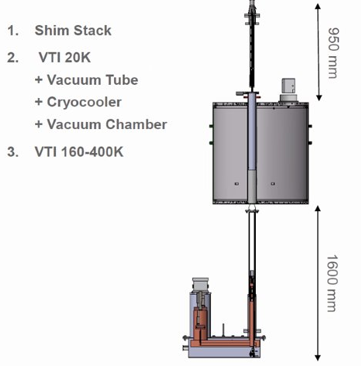 1. Shim Stack
2. VTI 20K
+ Vacuum Tube
+ Cryocooler
+ Vacuum Chamber
3. VTI 160-400K
950 mm
1600 mm